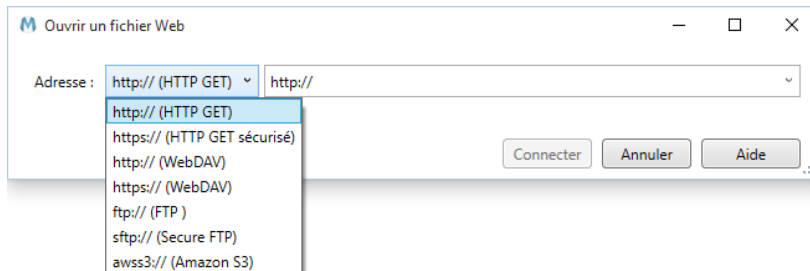 Ouvrir un fichier Web
Adresse : http:// (HTTP GET) http://
http:// (HTTP GET)
https:// (HTTP GET sécurisé)
http:// (WebDAV)
https:// (WebDAV)
ftp:// (FTP )
sftp:// (Secure FTP)
awss3:// (Amazon S3)
Connecter Annuler Aide